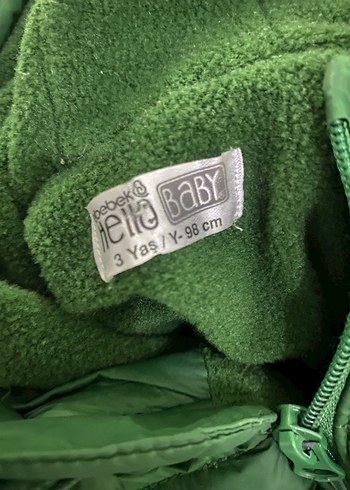 bebek
Hello BABY
3 Yaş / Y- 98 cm